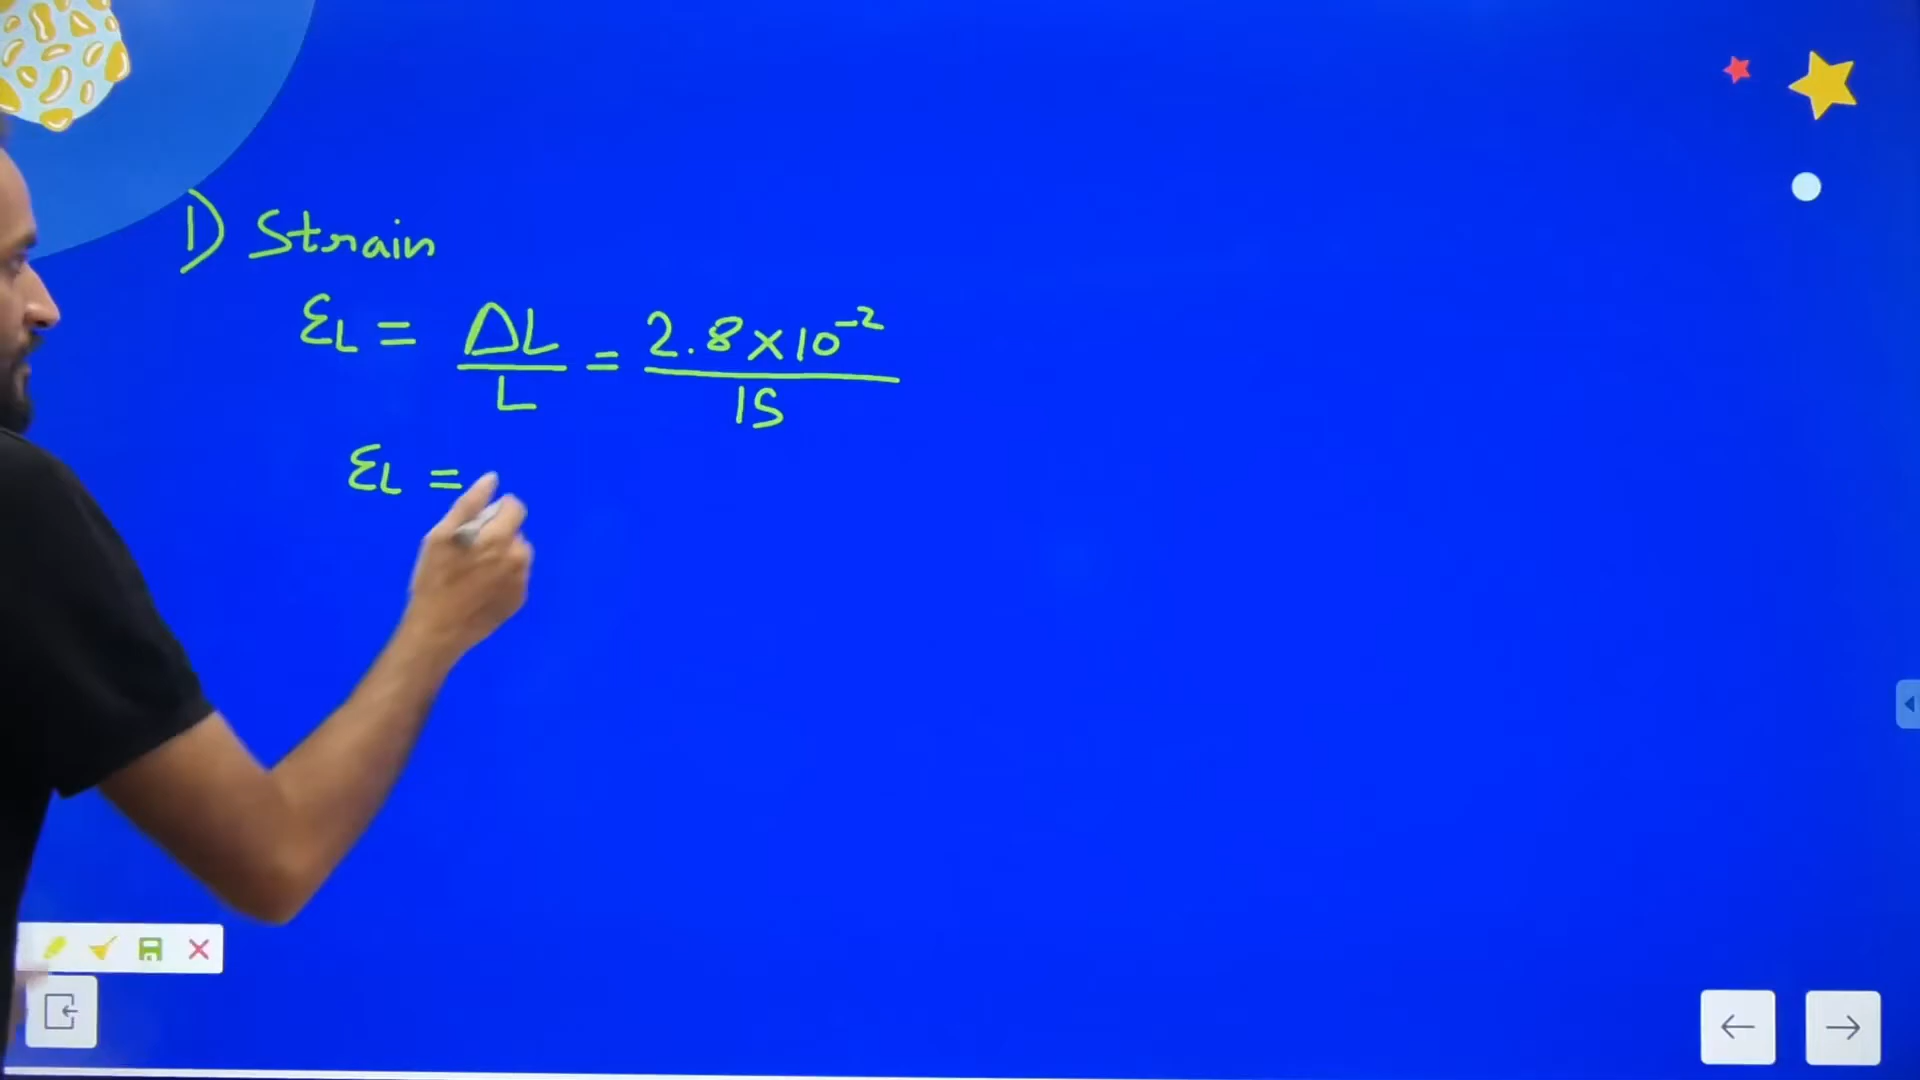 1) Strain
εL = ΔL/L = 2.8×10⁻²/15
εL =